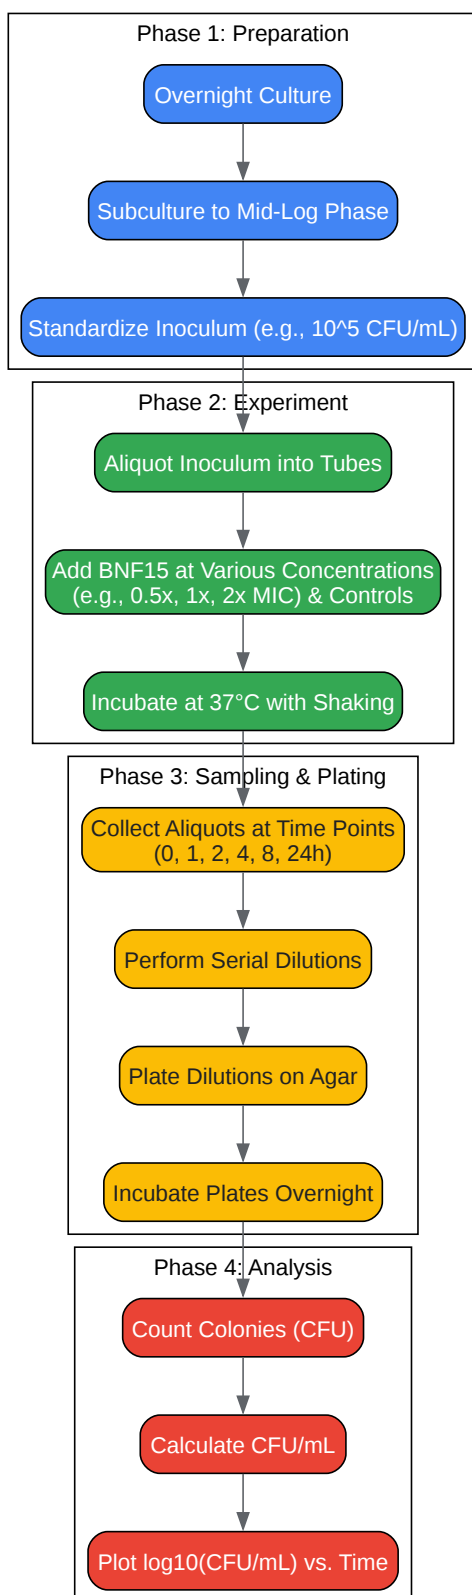 Phase 1: Preparation
Overnight Culture
Subculture to Mid-Log Phase
Standardize Inoculum (e.g., 10^5 CFU/mL)
Phase 2: Experiment
Aliquot Inoculum into Tubes
Add BNF15 at Various Concentrations
(e.g., 0.5x, 1x, 2x MIC) & Controls
Incubate at 37°C with Shaking
Phase 3: Sampling & Plating
Collect Aliquots at Time Points
(0, 1, 2, 4, 8, 24h)
Perform Serial Dilutions
Plate Dilutions on Agar
Incubate Plates Overnight
Phase 4: Analysis
Count Colonies (CFU)
Calculate CFU/mL
Plot log10(CFU/mL) vs. Time